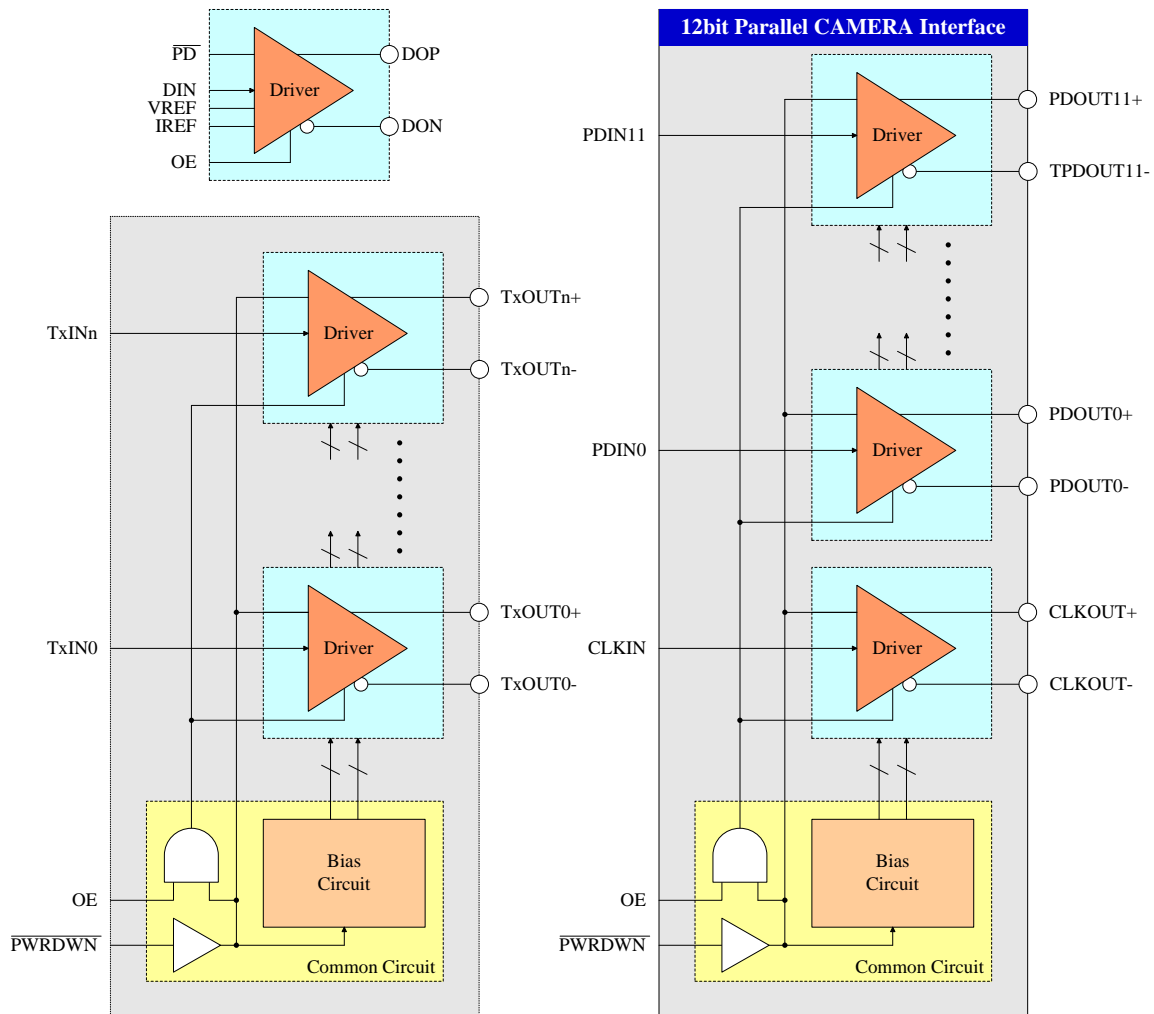 PD
DIN
VREF
IREF
OE
Driver
DOP
DON
TxINn
Driver
TxOUTn+
TxOUTn-
TxIN0
Driver
TxOUT0+
TxOUT0-
Bias
Circuit
OE
PWRDWN
Common Circuit
12bit Parallel CAMERA Interface
PDIN11
Driver
PDOUT11+
TPDOUT11-
PDIN0
Driver
PDOUT0+
PDOUT0-
CLKIN
Driver
CLKOUT+
CLKOUT-
Bias
Circuit
OE
PWRDWN
Common Circuit